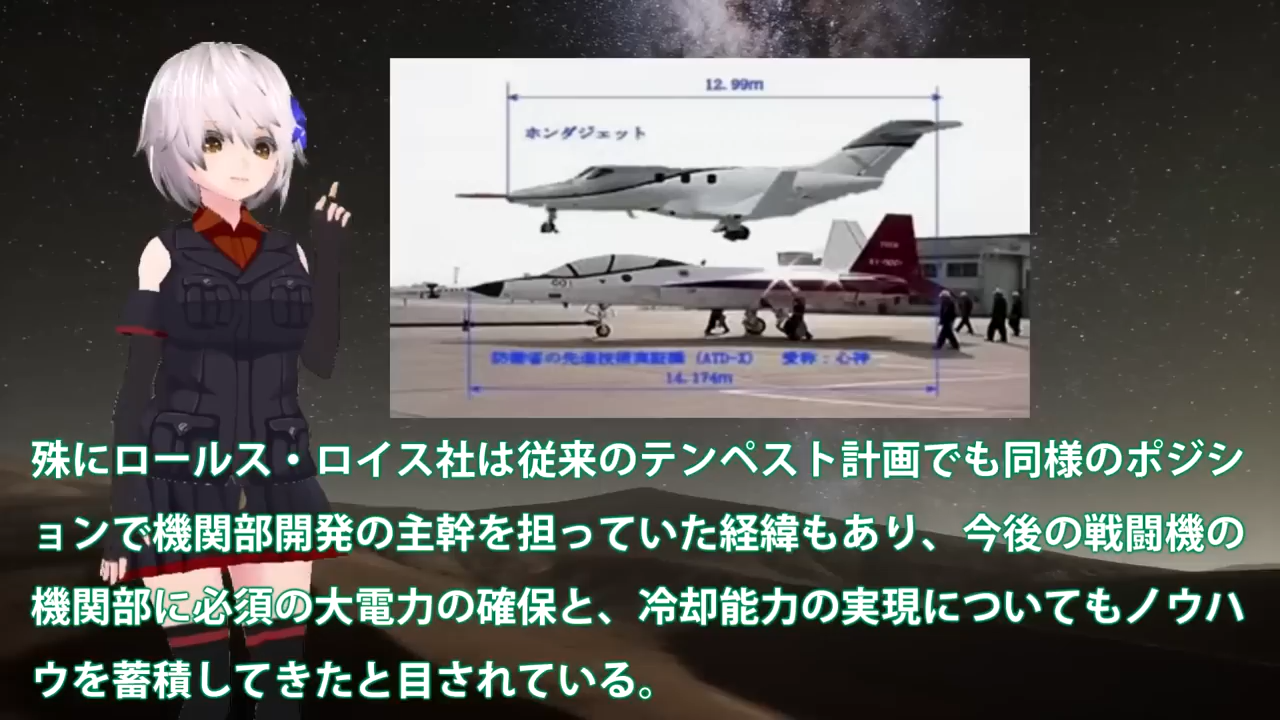 12.99m
ホンダジェット
001
防衛省の先進技術実証機 (ATD-X) 愛称:心神
14.174m
殊にロールス・ロイス社は従来のテンペスト計画でも同様のポジシ
ョンで機関部開発の主幹を担っていた経緯もあり、今後の戦闘機の
機関部に必須の大電力の確保と、冷却能力の実現についてもノウハ
ウを蓄積してきたと目されている。